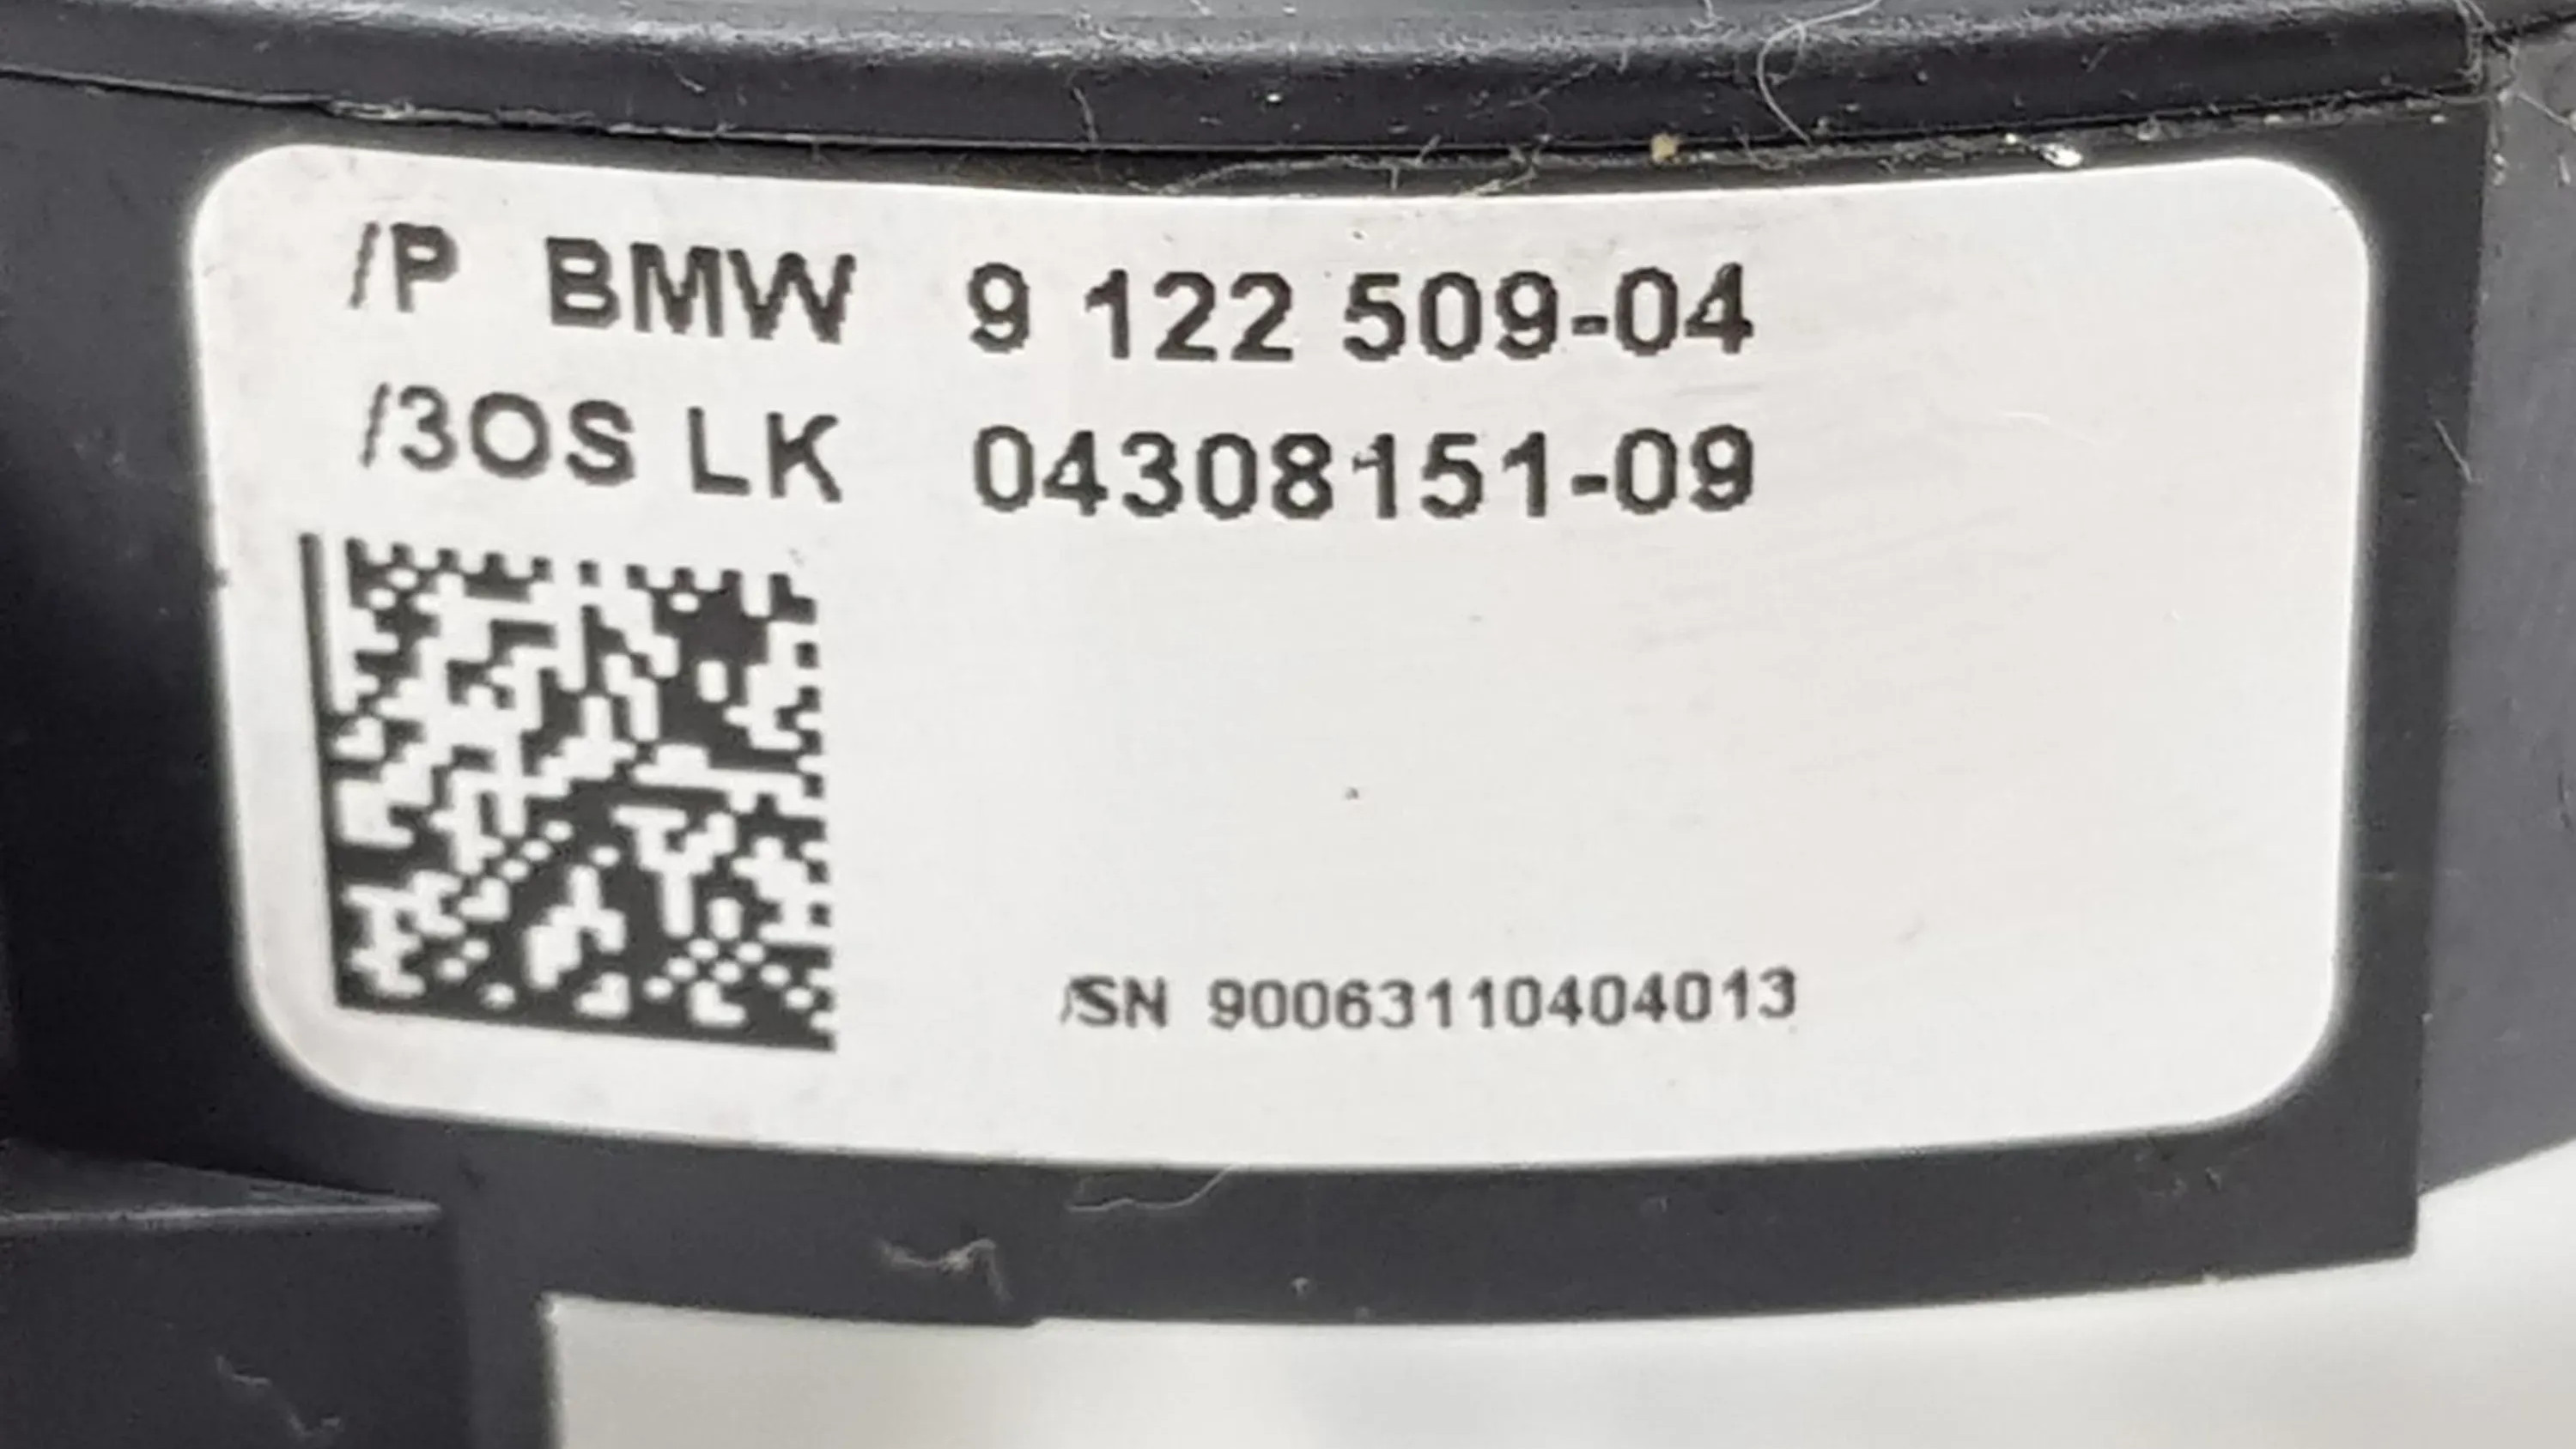 /P BMW 9 122 509-04
/3OS LK 04308151-09
/SN 90063110404013